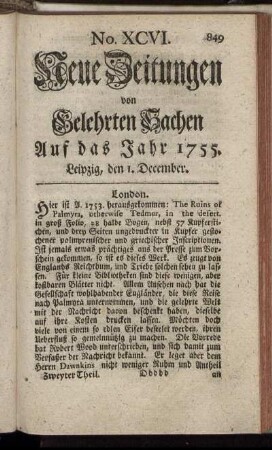 No. XCVI. 849
Neue Zeitungen
von
Gelehrten Sachen
Auf das Jahr 1755.
Leipzig, den 1. December.
London.
Hier ist A. 1753. herausgekommen: The Ruins of
Palmyra, otherwise Tedmor, in the desert.
in groß Folio, 12 halbe Bogen, nebst 57 Kupfersti-
chen, und drey Seiten ungedruckter in Kupfer gesto-
chener palmyrenischer und griechischer Inscriptionen.
Ist jemals etwas prächtiges aus der Presse zum Vor-
schein gekommen, so ist es dieses Werk. Es zeugt von
Englands Reichthum, und Triebe solchen sehen zu las-
sen. Für kleine Bibliotheken sind diese wenigen, aber
kostbaren Blätter nicht. Allem Ansehen nach hat die
Gesellschaft wohlhabender Engländer, die diese Reise
nach Palmyra unternommen, und die gelehrte Welt
mit der Nachricht davon beschenkt haben, dieselbe
auf ihre Kosten drucken lassen. Möchten doch
viele von einem so edlen Eifer beseelet werden, ihren
Ueberfluß so gemeinnützig zu machen. Die Vorrede
hat Robert Wood unterschrieben, und sich damit zum
Verfasser der Nachricht bekannt. Er leget aber dem
Herrn Dawkins nicht weniger Ruhm und Antheil
Zweyter Theil. Ddddd an